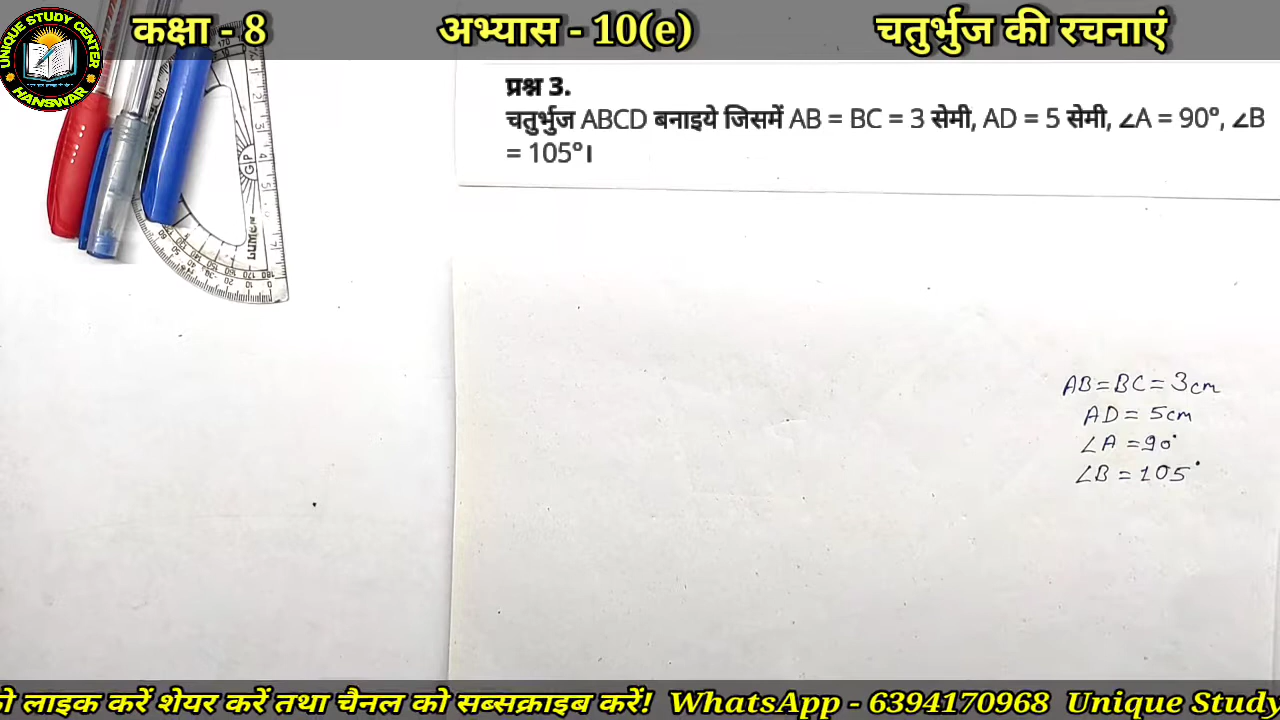 कक्षा - 8
अभ्यास - 10(e)
चतुर्भुज की रचनाएं
UNIQUE STUDY CENTER
HANSWAR
प्रश्न 3.
चतुर्भुज ABCD बनाइये जिसमें AB = BC = 3 सेमी, AD = 5 सेमी, ∠A = 90°, ∠B
= 105°।
GP
AB=BC=3cm
AD= 5cm
∠A =90°
∠B =105°
लाइक करें शेयर करें तथा चैनल को सब्सक्राइब करें! WhatsApp - 6394170968 Unique Study